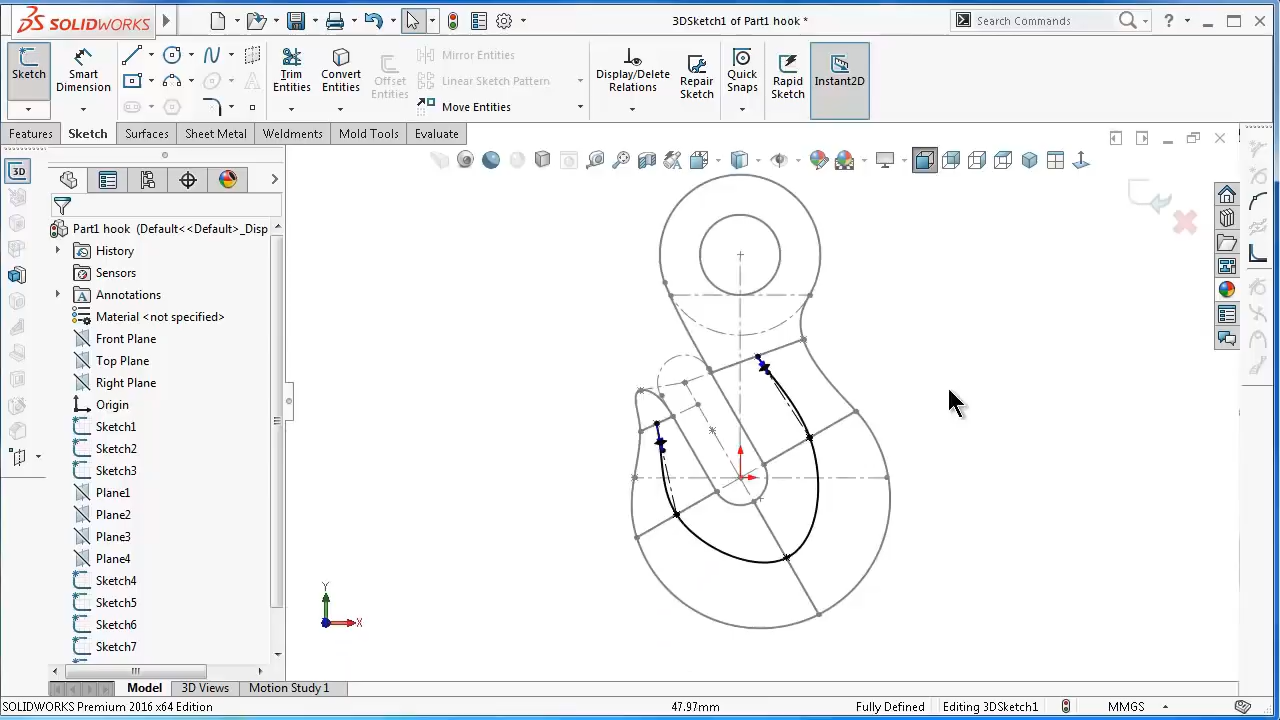 SOLIDWORKS
3DSketch1 of Part1 hook *
Search Commands
?
Sketch
Smart Dimension
Trim Entities
Convert Entities
Offset Entities
Mirror Entities
Linear Sketch Pattern
Move Entities
Display/Delete Relations
Repair Sketch
Quick Snaps
Rapid Sketch
Instant2D
Features
Sketch
Surfaces
Sheet Metal
Weldments
Mold Tools
Evaluate
3D
Part1 hook (Default<<Default>_Disp
History
Sensors
Annotations
Material <not specified>
Front Plane
Top Plane
Right Plane
Origin
Sketch1
Sketch2
Sketch3
Plane1
Plane2
Plane3
Plane4
Sketch4
Sketch5
Sketch6
Sketch7
Y
X
Model
3D Views
Motion Study 1
SOLIDWORKS Premium 2016 x64 Edition
47.97mm
Fully Defined
Editing 3DSketch1
MMGS